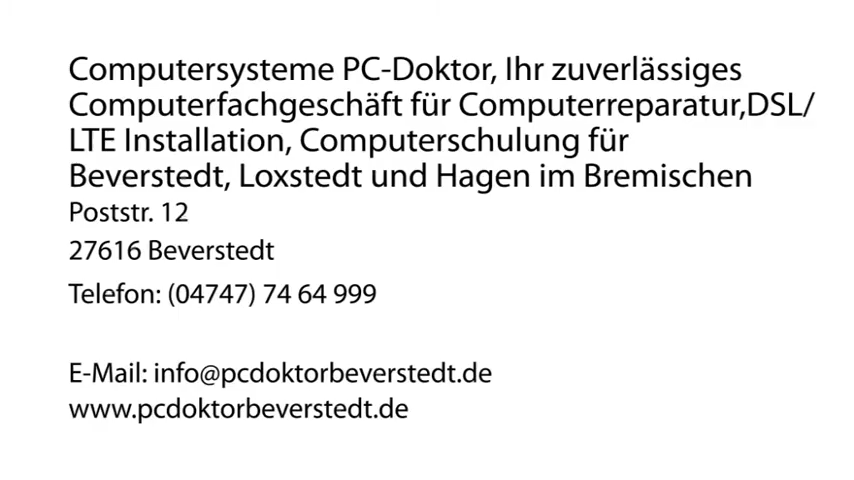 Computersysteme PC-Doktor, Ihr zuverlässiges
Computerfachgeschäft für Computerreparatur,DSL/
LTE Installation, Computerschulung für
Beverstedt, Loxstedt und Hagen im Bremischen
Poststr. 12
27616 Beverstedt
Telefon: (04747) 74 64 999
E-Mail: info@pcdoktorbeverstedt.de
www.pcdoktorbeverstedt.de